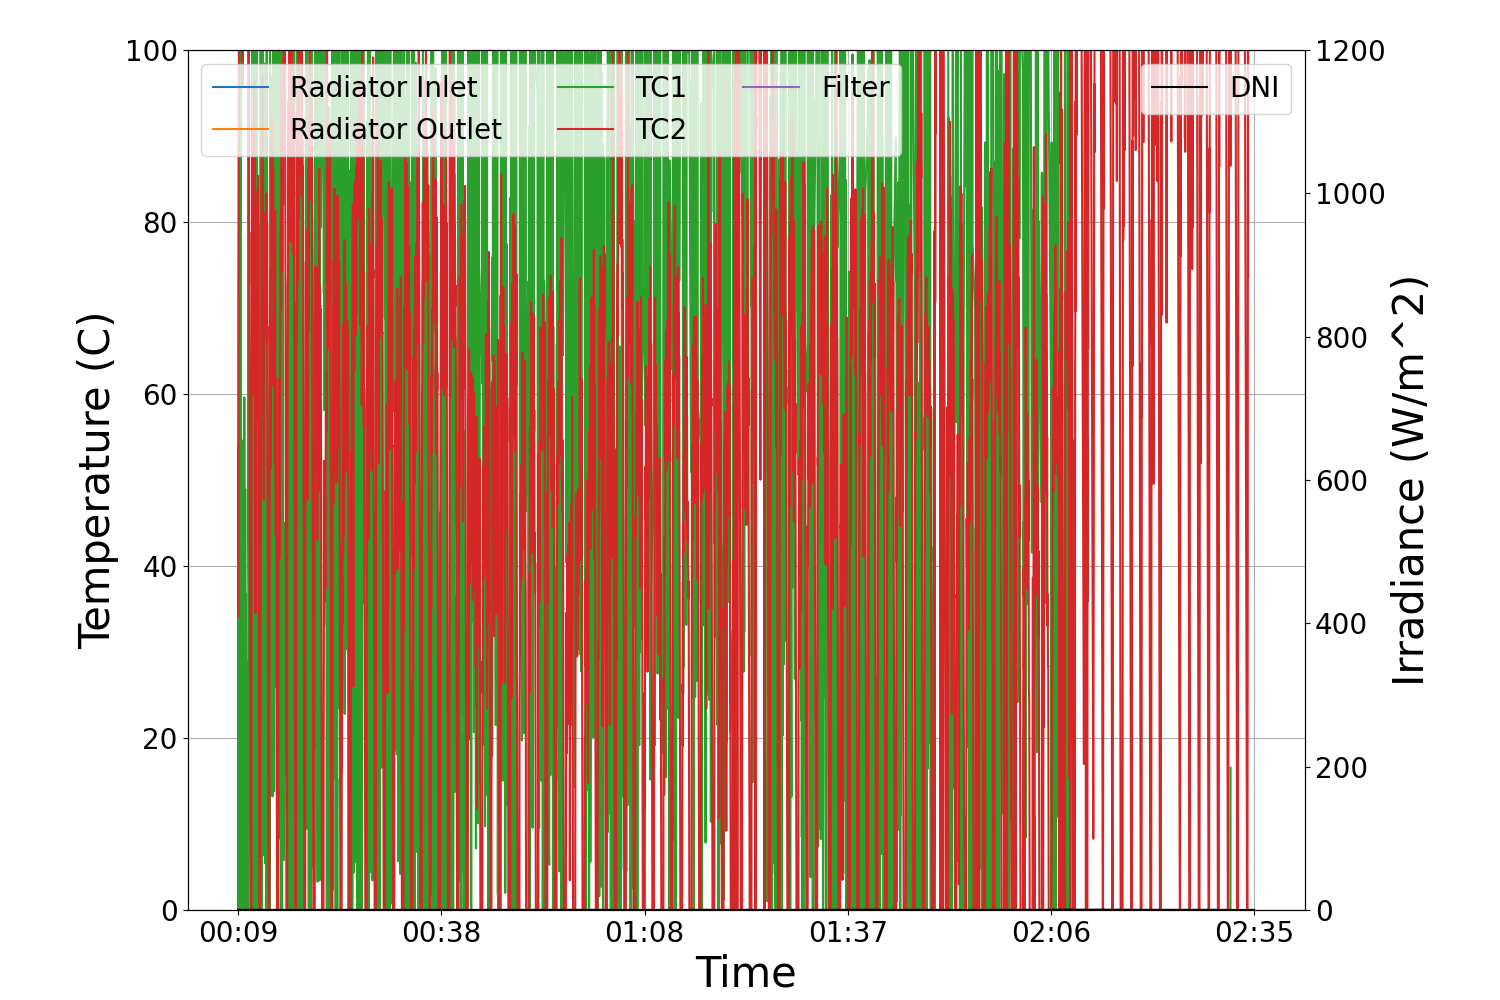 Radiator Inlet
Radiator Outlet
TC1
TC2
Filter
DNI
Temperature (C)
100
80
60
40
20
0
1200
1000
800
600
400
200
0
Irradiance (W/m^2)
00:09 00:38 01:08 01:37 02:06 02:35
Time